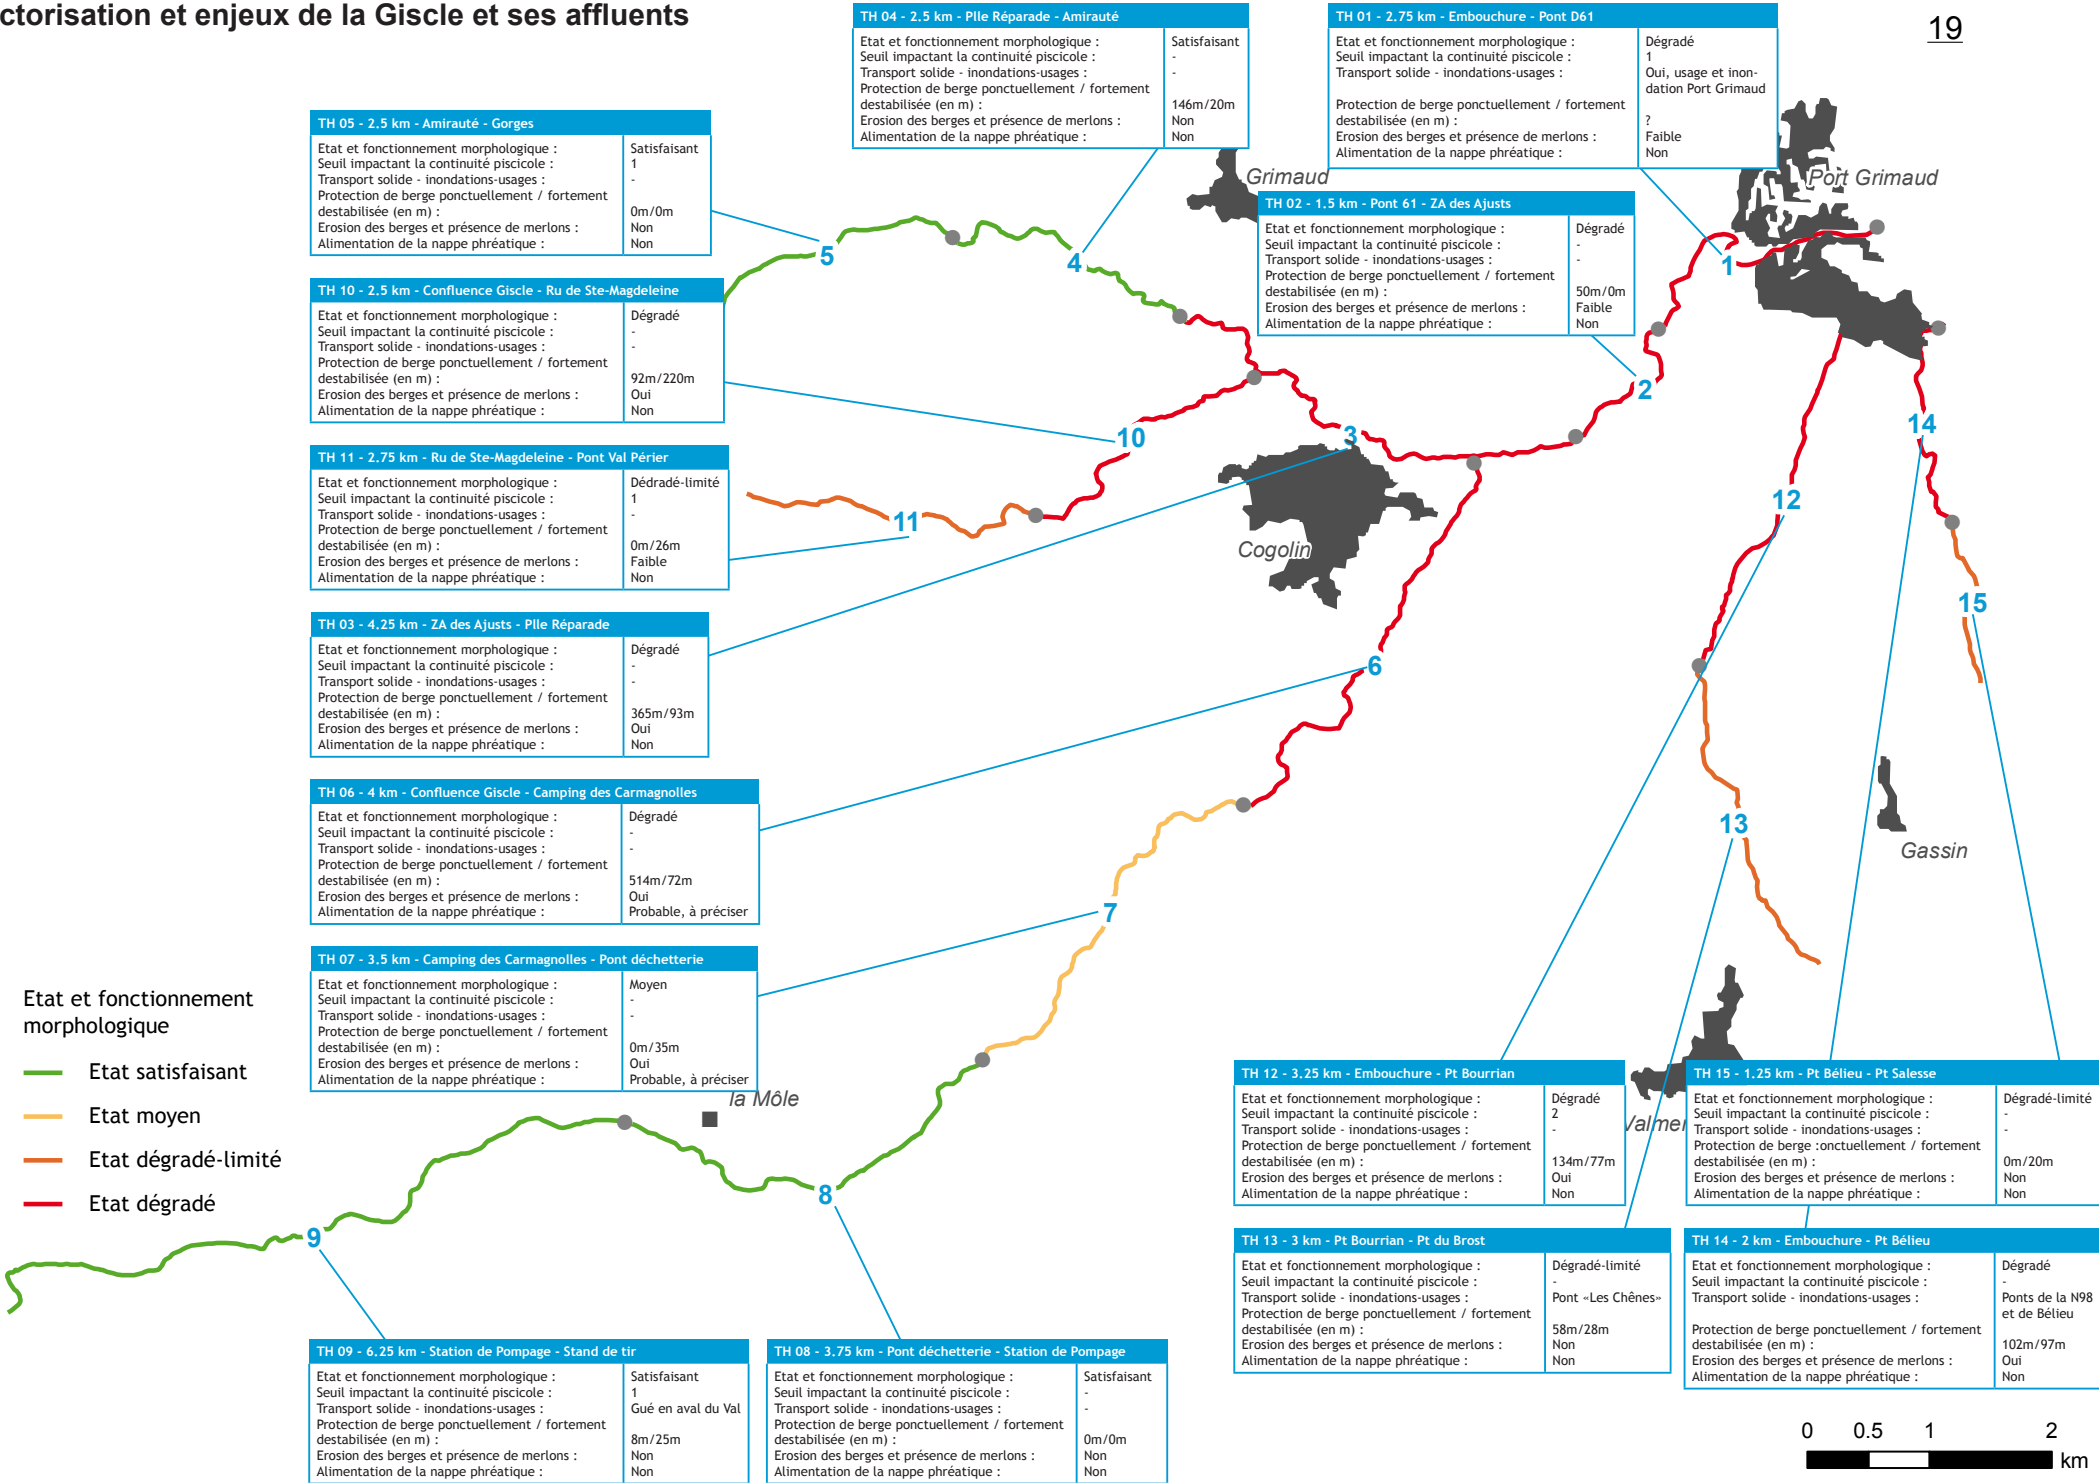 ctorisation et enjeux de la Giscle et ses affluents
19
TH 04 - 2.5 km - Plle Réparade - Amirauté
Etat et fonctionnement morphologique : Satisfaisant
Seuil impactant la continuité piscicole : -
Transport solide - inondations-usages : -
Protection de berge ponctuellement / fortement
destabilisée (en m) : 146m/20m
Erosion des berges et présence de merlons : Non
Alimentation de la nappe phréatique : Non
TH 01 - 2.75 km - Embouchure - Pont D61
Etat et fonctionnement morphologique : Dégradé
Seuil impactant la continuité piscicole : 1
Transport solide - inondations-usages : Oui, usage et inon-
dation Port Grimaud
Protection de berge ponctuellement / fortement
destabilisée (en m) : ?
Erosion des berges et présence de merlons : Faible
Alimentation de la nappe phréatique : Non
TH 05 - 2.5 km - Amirauté - Gorges
Etat et fonctionnement morphologique : Satisfaisant
Seuil impactant la continuité piscicole : 1
Transport solide - inondations-usages : -
Protection de berge ponctuellement / fortement
destabilisée (en m) : 0m/0m
Erosion des berges et présence de merlons : Non
Alimentation de la nappe phréatique : Non
Grimaud
Port Grimaud
TH 02 - 1.5 km - Pont 61 - ZA des Ajusts
Etat et fonctionnement morphologique : Dégradé
Seuil impactant la continuité piscicole : -
Transport solide - inondations-usages : -
Protection de berge ponctuellement / fortement
destabilisée (en m) : 50m/0m
Erosion des berges et présence de merlons : Faible
Alimentation de la nappe phréatique : Non
5
4
1
TH 10 - 2.5 km - Confluence Giscle - Ru de Ste-Magdeleine
Etat et fonctionnement morphologique : Dégradé
Seuil impactant la continuité piscicole : -
Transport solide - inondations-usages : -
Protection de berge ponctuellement / fortement
destabilisée (en m) : 92m/220m
Erosion des berges et présence de merlons : Oui
Alimentation de la nappe phréatique : Non
2
14
10
3
TH 11 - 2.75 km - Ru de Ste-Magdeleine - Pont Val Périer
Etat et fonctionnement morphologique : Dédradé-limité
Seuil impactant la continuité piscicole : 1
Transport solide - inondations-usages : -
Protection de berge ponctuellement / fortement
destabilisée (en m) : 0m/26m
Erosion des berges et présence de merlons : Faible
Alimentation de la nappe phréatique : Non
12
11
Cogolin
15
TH 03 - 4.25 km - ZA des Ajusts - Plle Réparade
Etat et fonctionnement morphologique : Dégradé
Seuil impactant la continuité piscicole : -
Transport solide - inondations-usages : -
Protection de berge ponctuellement / fortement
destabilisée (en m) : 365m/93m
Erosion des berges et présence de merlons : Oui
Alimentation de la nappe phréatique : Non
6
TH 06 - 4 km - Confluence Giscle - Camping des Carmagnolles
Etat et fonctionnement morphologique : Dégradé
Seuil impactant la continuité piscicole : -
Transport solide - inondations-usages : -
Protection de berge ponctuellement / fortement
destabilisée (en m) : 514m/72m
Erosion des berges et présence de merlons : Oui
Alimentation de la nappe phréatique : Probable, à préciser
13
Gassin
7
TH 07 - 3.5 km - Camping des Carmagnolles - Pont déchetterie
Etat et fonctionnement morphologique : Moyen
Seuil impactant la continuité piscicole : -
Transport solide - inondations-usages : -
Protection de berge ponctuellement / fortement
destabilisée (en m) : 0m/35m
Erosion des berges et présence de merlons : Oui
Alimentation de la nappe phréatique : Probable, à préciser
la Môle
Etat et fonctionnement
morphologique
Etat satisfaisant
Etat moyen
Etat dégradé-limité
Etat dégradé
TH 12 - 3.25 km - Embouchure - Pt Bourrian
Etat et fonctionnement morphologique : Dégradé
Seuil impactant la continuité piscicole : 2
Transport solide - inondations-usages : -
Protection de berge ponctuellement / fortement
destabilisée (en m) : 134m/77m
Erosion des berges et présence de merlons : Oui
Alimentation de la nappe phréatique : Non
Valmer
TH 15 - 1.25 km - Pt Bélieu - Pt Salesse
Etat et fonctionnement morphologique : Dégradé-limité
Seuil impactant la continuité piscicole : -
Transport solide - inondations-usages : -
Protection de berge :onctuellement / fortement
destabilisée (en m) : 0m/20m
Erosion des berges et présence de merlons : Non
Alimentation de la nappe phréatique : Non
8
9
TH 13 - 3 km - Pt Bourrian - Pt du Brost
Etat et fonctionnement morphologique : Dégradé-limité
Seuil impactant la continuité piscicole : -
Transport solide - inondations-usages : Pont «Les Chênes»
Protection de berge ponctuellement / fortement
destabilisée (en m) : 58m/28m
Erosion des berges et présence de merlons : Non
Alimentation de la nappe phréatique : Non
TH 14 - 2 km - Embouchure - Pt Bélieu
Etat et fonctionnement morphologique : Dégradé
Seuil impactant la continuité piscicole : -
Transport solide - inondations-usages : Ponts de la N98
et de Bélieu
Protection de berge ponctuellement / fortement
destabilisée (en m) : 102m/97m
Erosion des berges et présence de merlons : Oui
Alimentation de la nappe phréatique : Non
TH 09 - 6.25 km - Station de Pompage - Stand de tir
Etat et fonctionnement morphologique : Satisfaisant
Seuil impactant la continuité piscicole : 1
Transport solide - inondations-usages : Gué en aval du Val
Protection de berge ponctuellement / fortement
destabilisée (en m) : 8m/25m
Erosion des berges et présence de merlons : Non
Alimentation de la nappe phréatique : Non
TH 08 - 3.75 km - Pont déchetterie - Station de Pompage
Etat et fonctionnement morphologique : Satisfaisant
Seuil impactant la continuité piscicole : -
Transport solide - inondations-usages : -
Protection de berge ponctuellement / fortement
destabilisée (en m) : 0m/0m
Erosion des berges et présence de merlons : Non
Alimentation de la nappe phréatique : Non
0 0.5 1 2
km